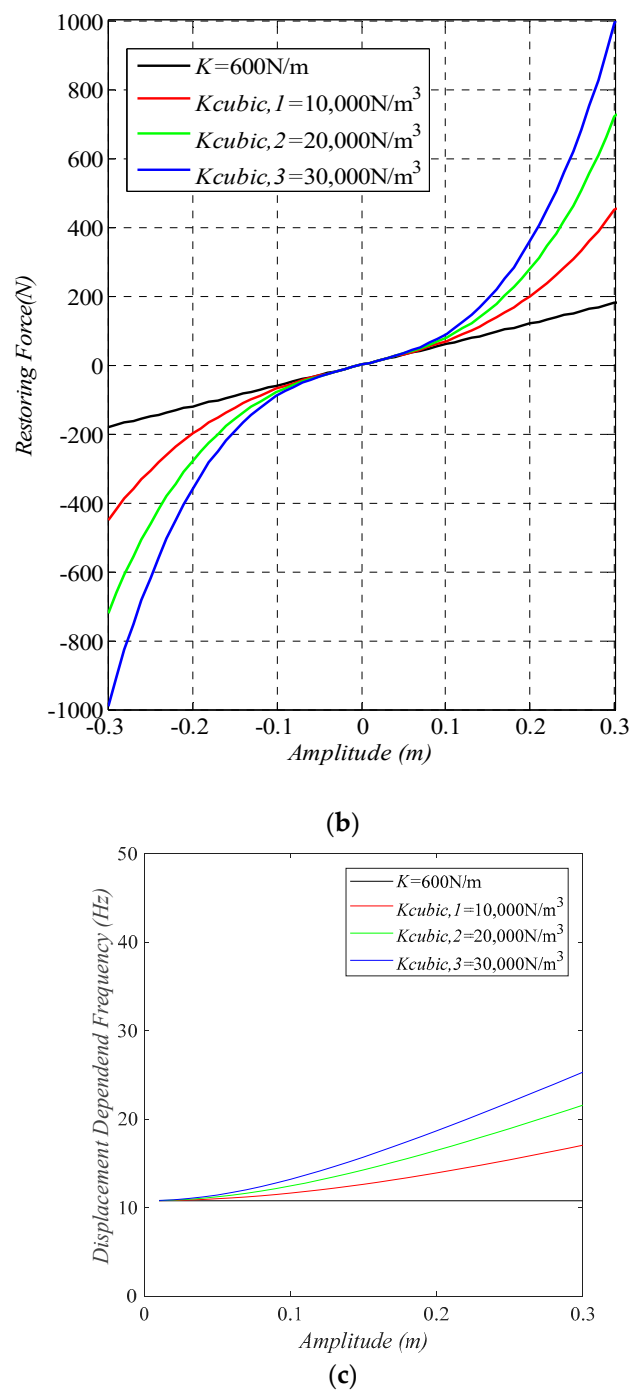 1000
800
600
400
200
0
-200
-400
-600
-800
-1000
Restoring Force(N)
K=600N/m
Kcubic,1=10,000N/m³
Kcubic,2=20,000N/m³
Kcubic,3=30,000N/m³
-0.3 -0.2 -0.1 0 0.1 0.2 0.3
Amplitude (m)
(b)
50
40
30
20
10
0
Displacement Dependend Frequency (Hz)
K=600N/m
Kcubic,1=10,000N/m³
Kcubic,2=20,000N/m³
Kcubic,3=30,000N/m³
0 0.1 0.2 0.3
Amplitude (m)
(c)